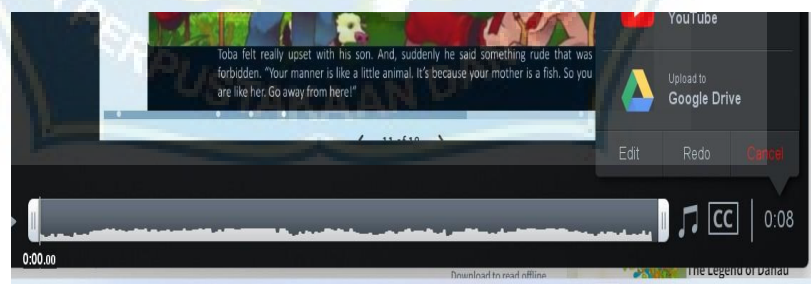 YouTube
Toba felt really upset with his son. And, suddenly he said something rude that was
forbidden. “Your manner is like a little animal. It’s because your mother is a fish. So you
are like her. Go away from here!”
Upload to
Google Drive
Edit Redo Cancel
CC 0:08
0:00.00
Download to read offline
The Legend of Danau